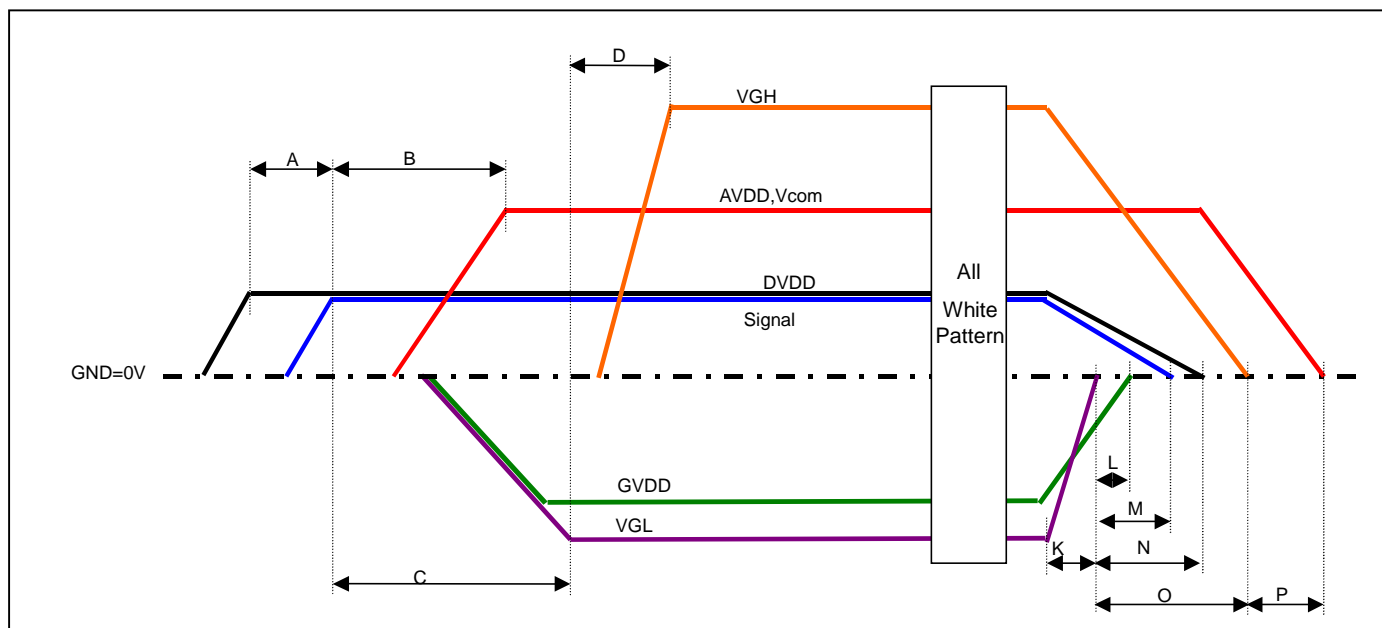 D
VGH
A
B
AVDD,Vcom
All
White
Pattern
DVDD
Signal
GND=0V
L
GVDD
M
VGL
K
N
C
O
P